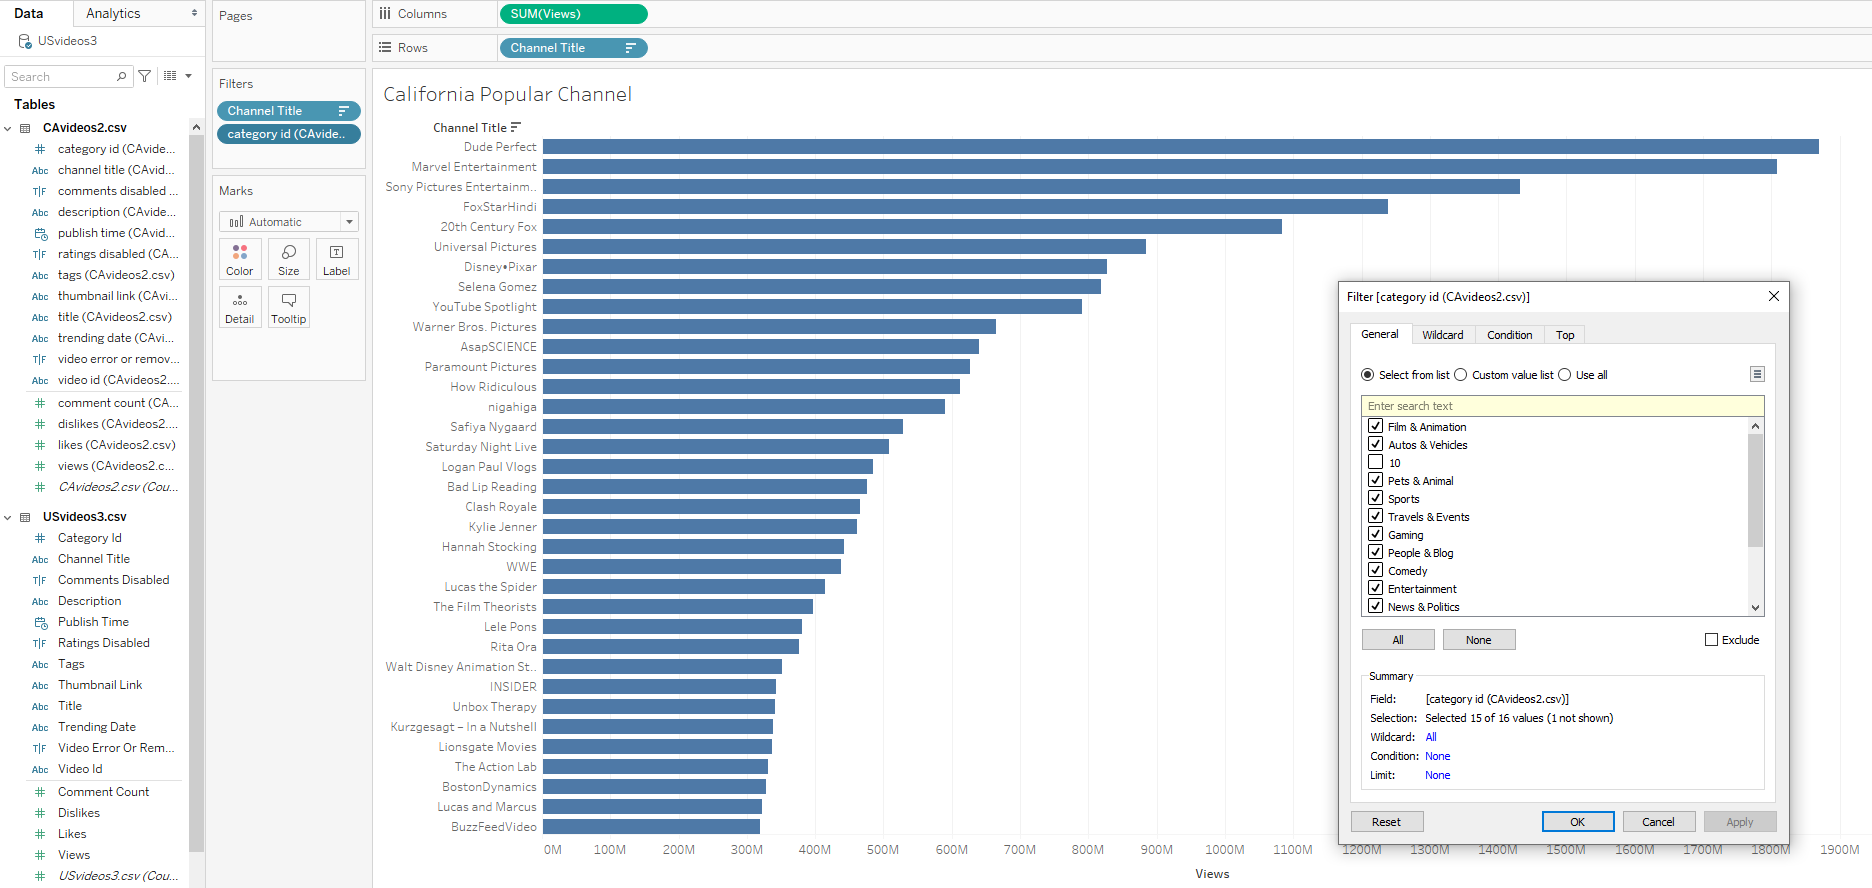 Data
Analytics
USvideos3
Search
Tables
CAvideos2.csv
category id (CAvide...
Abc channel title (CAvid...
T|F comments disabled ...
Abc description (CAvide...
publish time (CAvid...
T|F ratings disabled (CA...
Abc tags (CAvideos2.csv)
Abc thumbnail link (CAvi...
Abc title (CAvideos2.csv)
Abc trending date (CAvi...
T|F video error or remov...
Abc video id (CAvideos2....
comment count (CA...
dislikes (CAvideos2....
likes (CAvideos2.csv)
views (CAvideos2.c...
CAvideos2.csv (Cou...
USvideos3.csv
Category Id
Abc Channel Title
T|F Comments Disabled
Abc Description
Publish Time
T|F Ratings Disabled
Abc Tags
Abc Thumbnail Link
Abc Title
Abc Trending Date
T|F Video Error Or Rem...
Abc Video Id
Comment Count
Dislikes
Likes
Views
USvideos3.csv (Cou...
Pages
Filters
Channel Title
category id (CAvide..
Marks
Automatic
Color Size Label
Detail Tooltip
Columns SUM(Views)
Rows Channel Title
California Popular Channel
Channel Title
Dude Perfect
Marvel Entertainment
Sony Pictures Entertainm..
FoxStarHindi
20th Century Fox
Universal Pictures
Disney•Pixar
Selena Gomez
YouTube Spotlight
Warner Bros. Pictures
AsapSCIENCE
Paramount Pictures
How Ridiculous
nigahiga
Safiya Nygaard
Saturday Night Live
Logan Paul Vlogs
Bad Lip Reading
Clash Royale
Kylie Jenner
Hannah Stocking
WWE
Lucas the Spider
The Film Theorists
Lele Pons
Rita Ora
Walt Disney Animation St..
INSIDER
Unbox Therapy
Kurzgesagt – In a Nutshell
Lionsgate Movies
The Action Lab
BostonDynamics
Lucas and Marcus
BuzzFeedVideo
0M 100M 200M 300M 400M 500M 600M 700M 800M 900M 1000M 1100M 1200M 1300M 1400M 1500M 1600M 1700M 1800M 1900M
Views
Filter [category id (CAvideos2.csv)]
General Wildcard Condition Top
Select from list Custom value list Use all
Enter search text
Film & Animation
Autos & Vehicles
10
Pets & Animal
Sports
Travels & Events
Gaming
People & Blog
Comedy
Entertainment
News & Politics
All None Exclude
Summary
Field: [category id (CAvideos2.csv)]
Selection: Selected 15 of 16 values (1 not shown)
Wildcard: All
Condition: None
Limit: None
Reset OK Cancel Apply